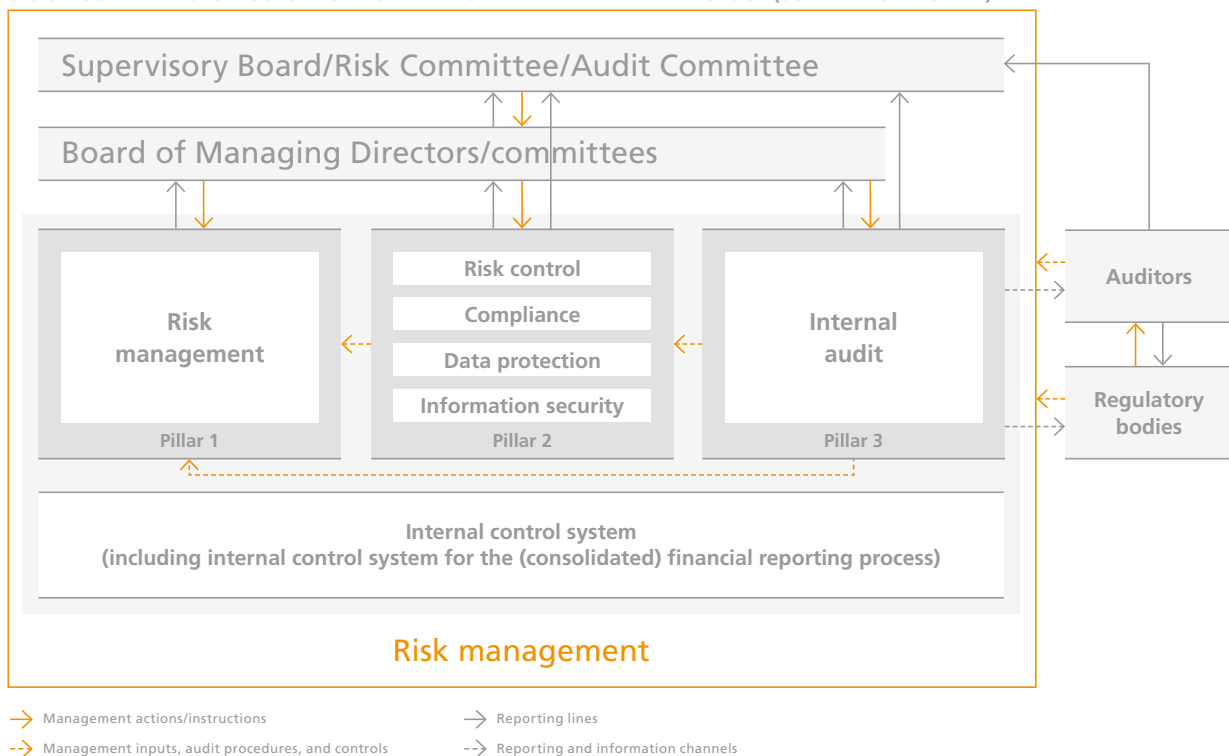 Supervisory Board/Risk Committee/Audit Committee
Board of Managing Directors/committees
Risk
management
Pillar 1
Risk control
Compliance
Data protection
Information security
Pillar 2
Internal
audit
Pillar 3
Auditors
Regulatory
bodies
Internal control system
(including internal control system for the (consolidated) financial reporting process)
Risk management
Management actions/instructions
Reporting lines
Management inputs, audit procedures, and controls
Reporting and information channels